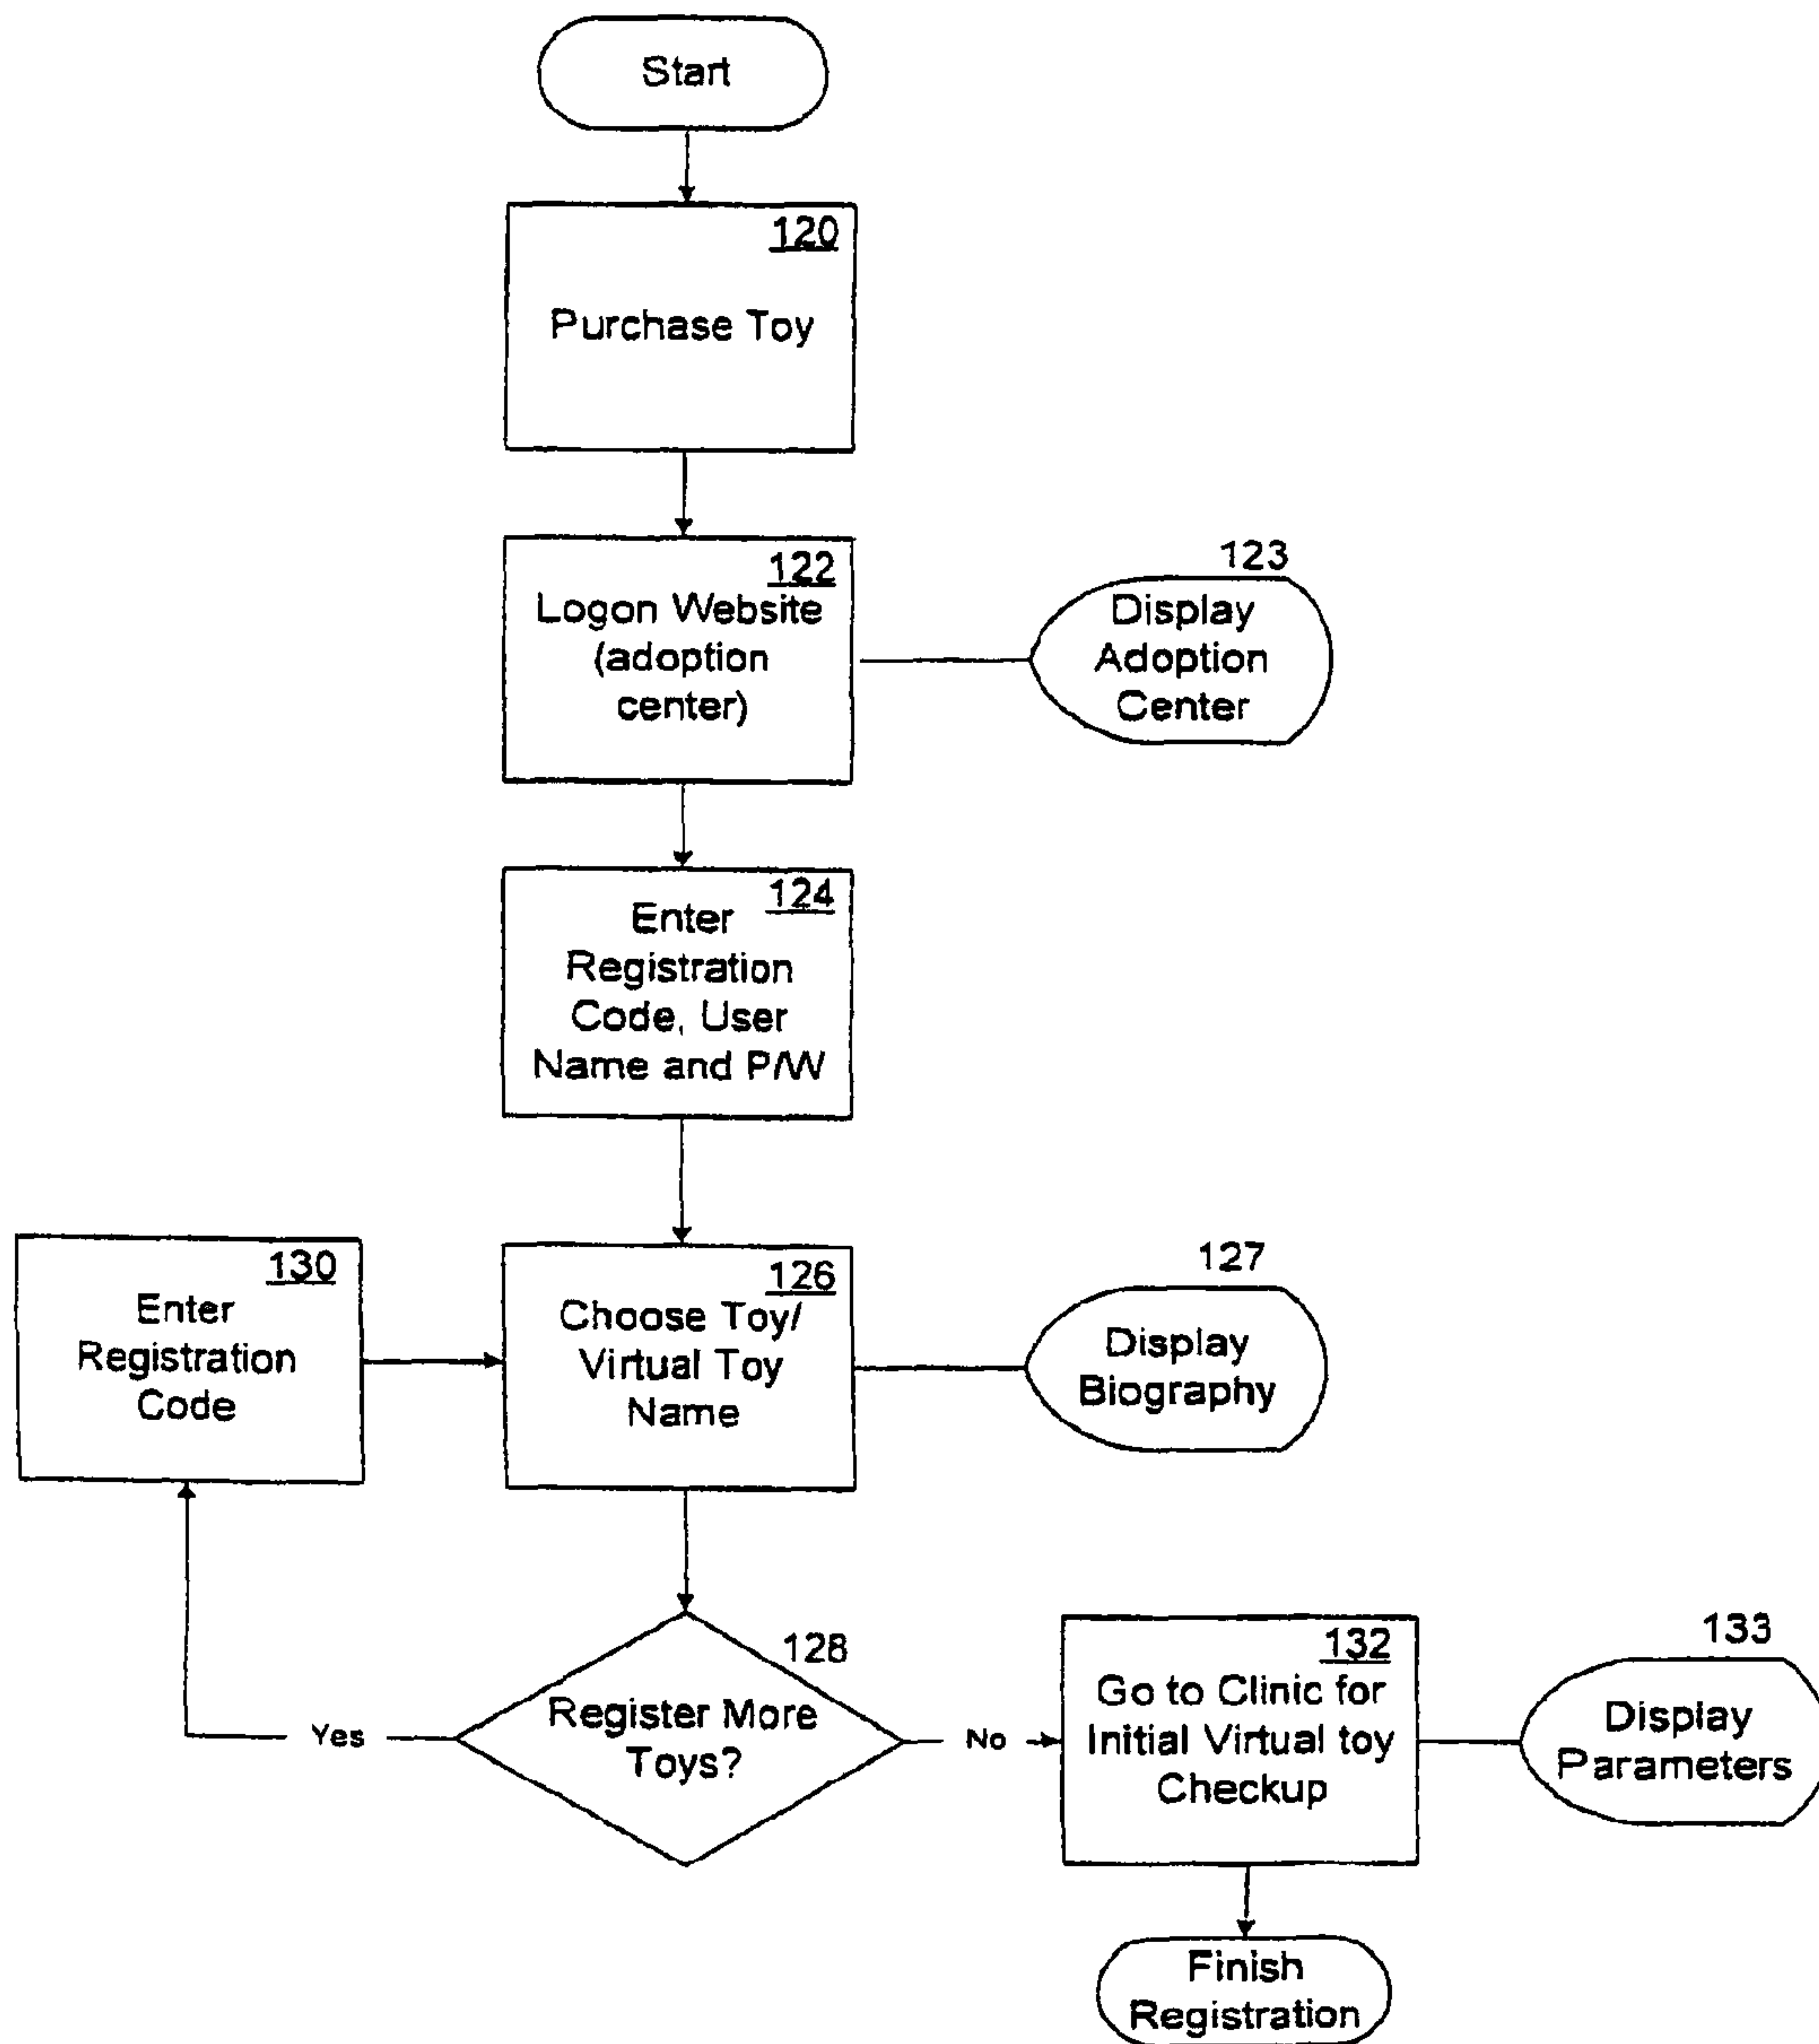 Start
120
Purchase Toy
122
Logon Website
(adoption
center)
123
Display
Adoption
Center
124
Enter
Registration
Code, User
Name and P/W
130
Enter
Registration
Code
126
Choose Toy/
Virtual Toy
Name
127
Display
Biography
128
Register More
Toys?
Yes
No
132
Go to Clinic for
Initial Virtual toy
Checkup
133
Display
Parameters
Finish
Registration